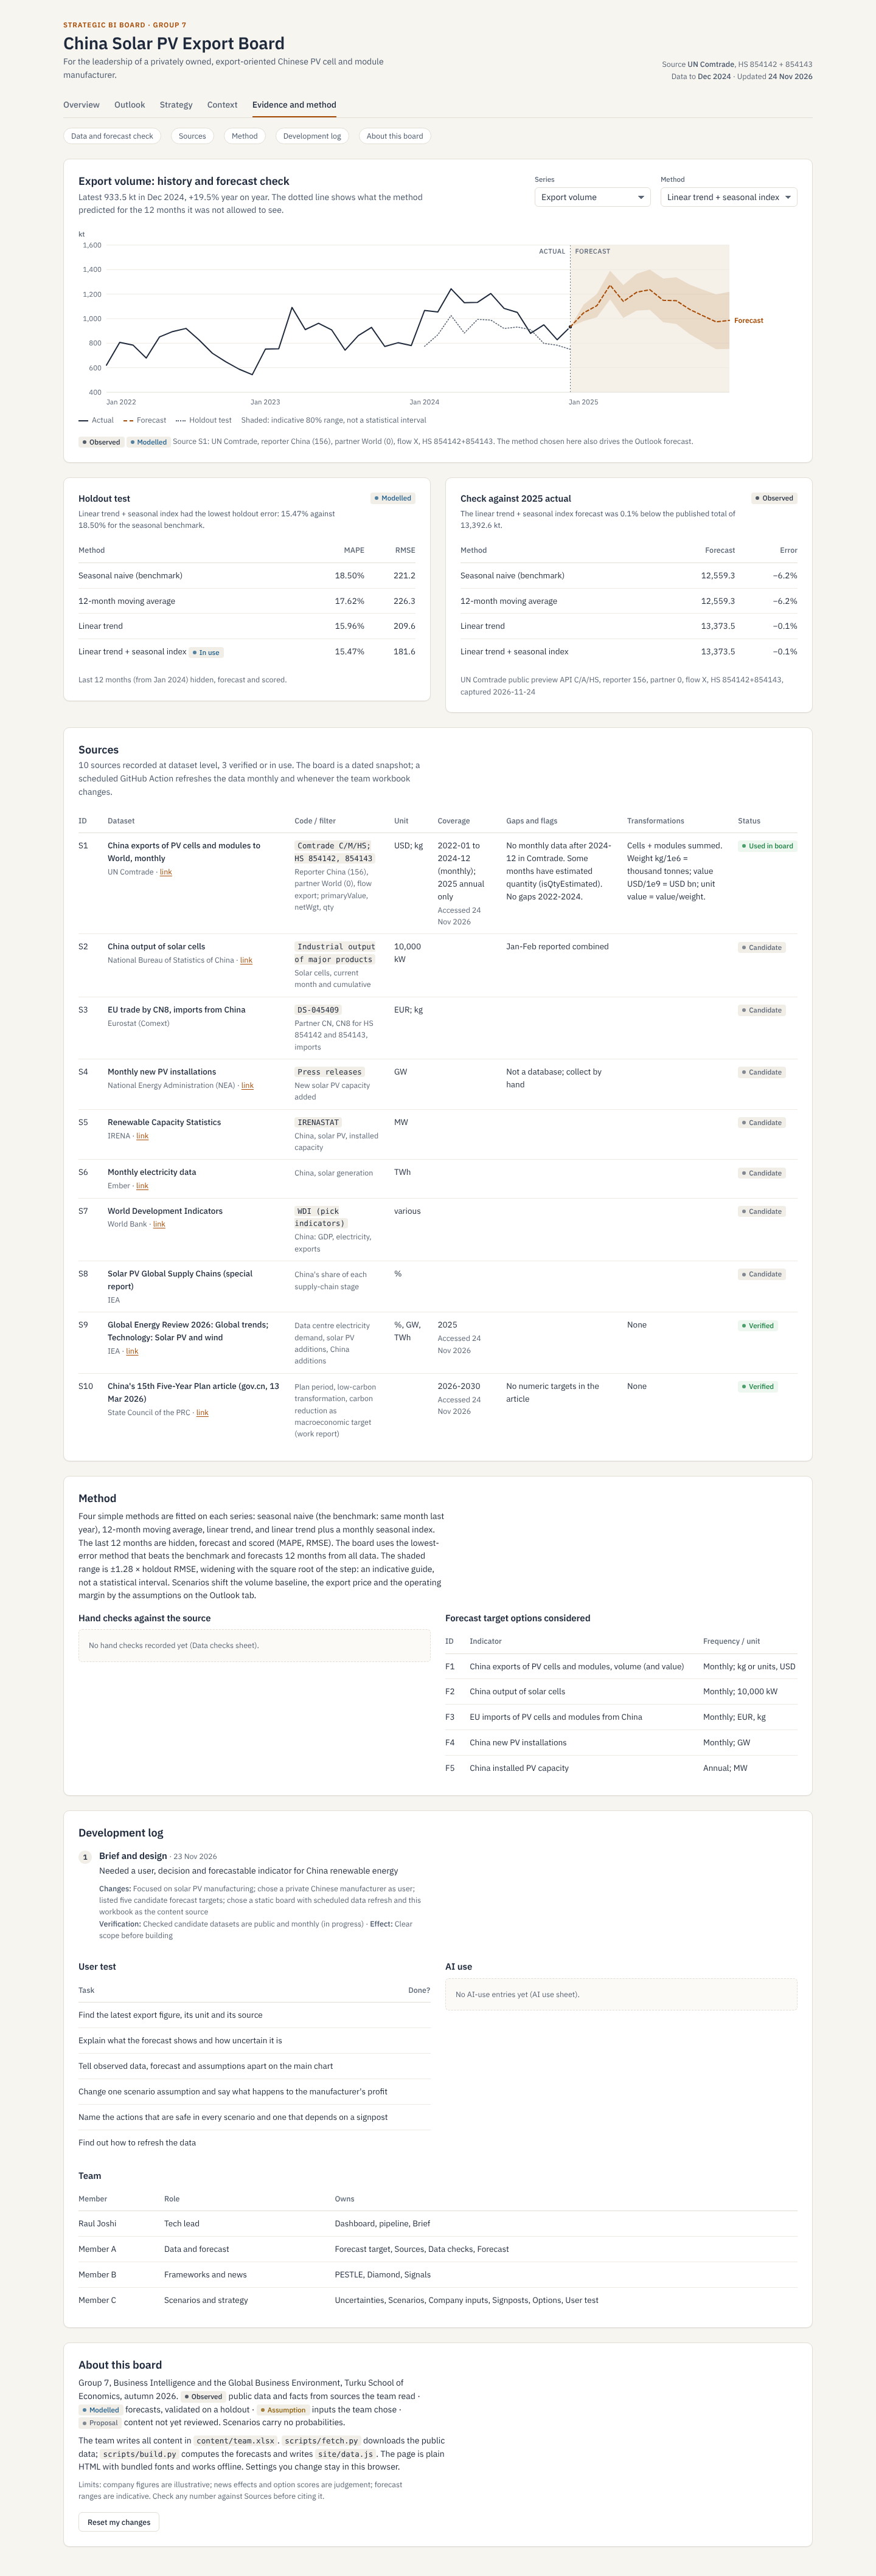 STRATEGIC BI BOARD · GROUP 7
China Solar PV Export Board
For the leadership of a privately owned, export-oriented Chinese PV cell and module
manufacturer.
Source UN Comtrade, HS 854142 + 854143
Data to Dec 2024 · Updated 24 Nov 2026
Overview Outlook Strategy Context Evidence and method
Data and forecast check Sources Method Development log About this board
Export volume: history and forecast check
Latest 933.5 kt in Dec 2024, +19.5% year on year. The dotted line shows what the method
predicted for the 12 months it was not allowed to see.
Series
Export volume
Method
Linear trend + seasonal index
kt
1,600
1,400
1,200
1,000
800
600
400
ACTUAL FORECAST
Forecast
Jan 2022 Jan 2023 Jan 2024 Jan 2025
Actual Forecast Holdout test Shaded: indicative 80% range, not a statistical interval
Observed Modelled Source S1: UN Comtrade, reporter China (156), partner World (0), flow X, HS 854142+854143. The method chosen here also drives the Outlook forecast.
Holdout test
Modelled
Linear trend + seasonal index had the lowest holdout error: 15.47% against
18.50% for the seasonal benchmark.
Method MAPE RMSE
Seasonal naive (benchmark) 18.50% 221.2
12-month moving average 17.62% 226.3
Linear trend 15.96% 209.6
Linear trend + seasonal index In use 15.47% 181.6
Last 12 months (from Jan 2024) hidden, forecast and scored.
Check against 2025 actual
Observed
The linear trend + seasonal index forecast was 0.1% below the published total of
13,392.6 kt.
Method Forecast Error
Seasonal naive (benchmark) 12,559.3 −6.2%
12-month moving average 12,559.3 −6.2%
Linear trend 13,373.5 −0.1%
Linear trend + seasonal index 13,373.5 −0.1%
UN Comtrade public preview API C/A/HS, reporter 156, partner 0, flow X, HS 854142+854143,
captured 2026-11-24
Sources
10 sources recorded at dataset level, 3 verified or in use. The board is a dated snapshot; a
scheduled GitHub Action refreshes the data monthly and whenever the team workbook
changes.
ID Dataset Code / filter Unit Coverage Gaps and flags Transformations Status
S1
China exports of PV cells and modules to
World, monthly
UN Comtrade · link
Comtrade C/M/HS;
HS 854142, 854143
Reporter China (156),
partner World (0), flow
export; primaryValue,
netWgt, qty
USD; kg
2022-01 to
2024-12
(monthly);
2025 annual
only
Accessed 24
Nov 2026
No monthly data after 2024-
12 in Comtrade. Some
months have estimated
quantity (isQtyEstimated).
No gaps 2022-2024.
Cells + modules summed.
Weight kg/1e6 =
thousand tonnes; value
USD/1e9 = USD bn; unit
value = value/weight.
Used in board
S2
China output of solar cells
National Bureau of Statistics of China · link
Industrial output
of major products
Solar cells, current
month and cumulative
10,000
kW
Jan-Feb reported combined
Candidate
S3
EU trade by CN8, imports from China
Eurostat (Comext)
DS-045409
Partner CN, CN8 for HS
854142 and 854143,
imports
EUR; kg
Candidate
S4
Monthly new PV installations
National Energy Administration (NEA) · link
Press releases
New solar PV capacity
added
GW
Not a database; collect by
hand
Candidate
S5
Renewable Capacity Statistics
IRENA · link
IRENASTAT
China, solar PV, installed
capacity
MW
Candidate
S6
Monthly electricity data
Ember · link
China, solar generation
TWh
Candidate
S7
World Development Indicators
World Bank · link
WDI (pick
indicators)
China: GDP, electricity,
exports
various
Candidate
S8
Solar PV Global Supply Chains (special
report)
IEA
China's share of each
supply-chain stage
%
Candidate
S9
Global Energy Review 2026: Global trends;
Technology: Solar PV and wind
IEA · link
Data centre electricity
demand, solar PV
additions, China
additions
%, GW,
TWh
2025
Accessed 24
Nov 2026
None
Verified
S10
China's 15th Five-Year Plan article (gov.cn, 13
Mar 2026)
State Council of the PRC · link
Plan period, low-carbon
transformation, carbon
reduction as
macroeconomic target
(work report)
2026-2030
Accessed 24
Nov 2026
No numeric targets in the
article
None
Verified
Method
Four simple methods are fitted on each series: seasonal naive (the benchmark: same month last
year), 12-month moving average, linear trend, and linear trend plus a monthly seasonal index.
The last 12 months are hidden, forecast and scored (MAPE, RMSE). The board uses the lowest-
error method that beats the benchmark and forecasts 12 months from all data. The shaded
range is ±1.28 × holdout RMSE, widening with the square root of the step: an indicative guide,
not a statistical interval. Scenarios shift the volume baseline, the export price and the operating
margin by the assumptions on the Outlook tab.
Hand checks against the source
No hand checks recorded yet (Data checks sheet).
Forecast target options considered
ID Indicator Frequency / unit
F1 China exports of PV cells and modules, volume (and value) Monthly; kg or units, USD
F2 China output of solar cells Monthly; 10,000 kW
F3 EU imports of PV cells and modules from China Monthly; EUR, kg
F4 China new PV installations Monthly; GW
F5 China installed PV capacity Annual; MW
Development log
1 Brief and design · 23 Nov 2026
Needed a user, decision and forecastable indicator for China renewable energy
Changes: Focused on solar PV manufacturing; chose a private Chinese manufacturer as user;
listed five candidate forecast targets; chose a static board with scheduled data refresh and this
workbook as the content source
Verification: Checked candidate datasets are public and monthly (in progress) · Effect: Clear
scope before building
User test
Task Done?
Find the latest export figure, its unit and its source
Explain what the forecast shows and how uncertain it is
Tell observed data, forecast and assumptions apart on the main chart
Change one scenario assumption and say what happens to the manufacturer's profit
Name the actions that are safe in every scenario and one that depends on a signpost
Find out how to refresh the data
AI use
No AI-use entries yet (AI use sheet).
Team
Member Role Owns
Raul Joshi Tech lead Dashboard, pipeline, Brief
Member A Data and forecast Forecast target, Sources, Data checks, Forecast
Member B Frameworks and news PESTLE, Diamond, Signals
Member C Scenarios and strategy Uncertainties, Scenarios, Company inputs, Signposts, Options, User test
About this board
Group 7, Business Intelligence and the Global Business Environment, Turku School of
Economics, autumn 2026. Observed public data and facts from sources the team read ·
Modelled forecasts, validated on a holdout · Assumption inputs the team chose ·
Proposal content not yet reviewed. Scenarios carry no probabilities.
The team writes all content in content/team.xlsx. scripts/fetch.py downloads the public
data; scripts/build.py computes the forecasts and writes site/data.js. The page is plain
HTML with bundled fonts and works offline. Settings you change stay in this browser.
Limits: company figures are illustrative; news effects and option scores are judgement; forecast
ranges are indicative. Check any number against Sources before citing it.
Reset my changes